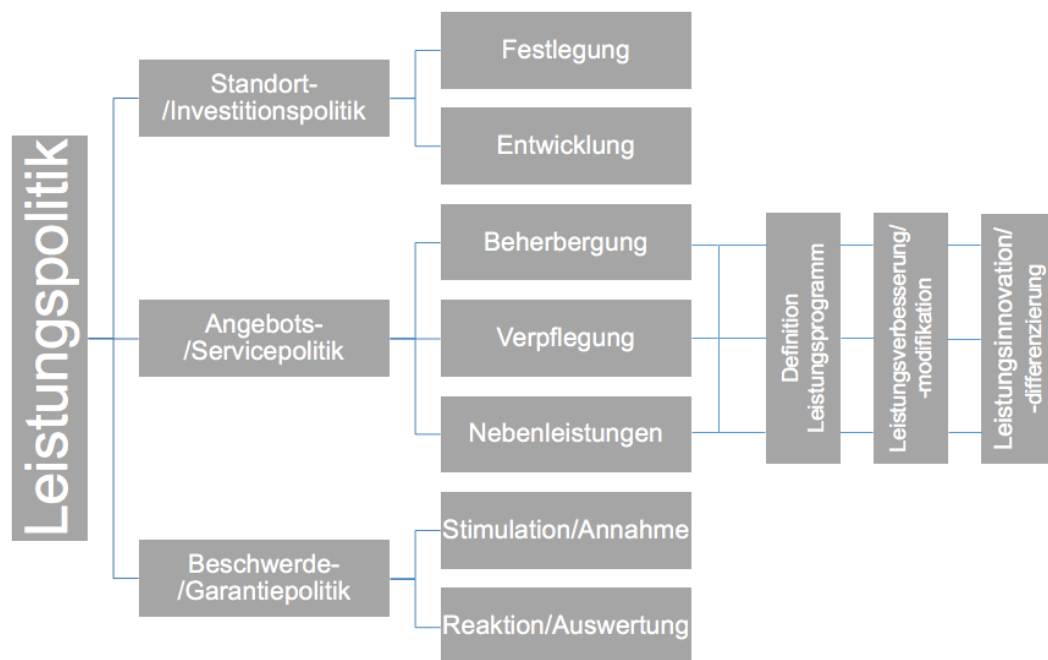 Leistungspolitik
Standort-
/Investitionspolitik
Festlegung
Entwicklung
Angebots-
/Servicepolitik
Beherbergung
Verpflegung
Nebenleistungen
Definition
Leistungsprogramm
Leistungsverbesserung/
-modifikation
Leistungsinnovation/
-differenzierung
Beschwerde-
/Garantiepolitik
Stimulation/Annahme
Reaktion/Auswertung